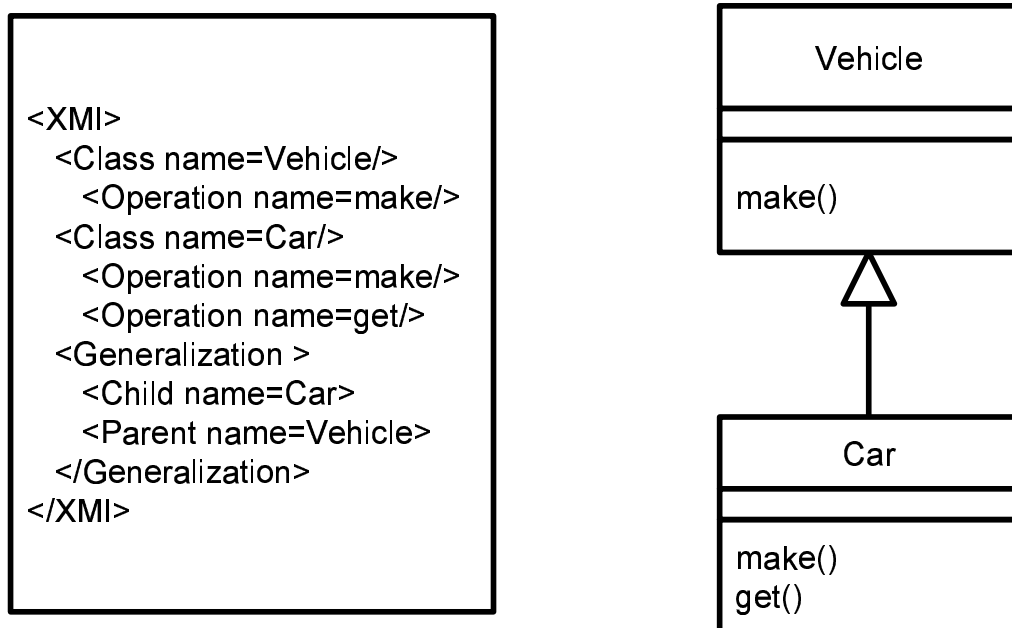 <XMI>
<Class name=Vehicle/>
<Operation name=make/>
<Class name=Car/>
<Operation name=make/>
<Operation name=get/>
<Generalization >
<Child name=Car>
<Parent name=Vehicle>
</Generalization>
</XMI>
Vehicle
make()
Car
make()
get()